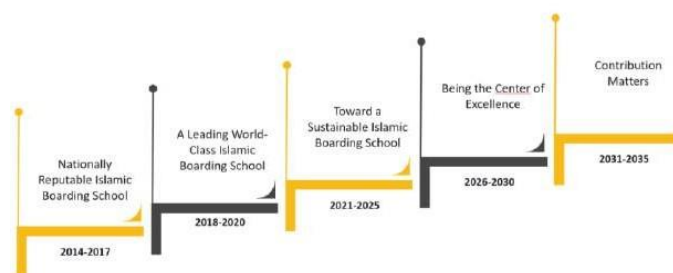 Nationally
Reputable Islamic
Boarding School
2014-2017
A Leading World-
Class Islamic
Boarding School
2018-2020
Toward a
Sustainable Islamic
Boarding School
2021-2025
Being the Center of
Excellence
2026-2030
Contribution
Matters
2031-2035